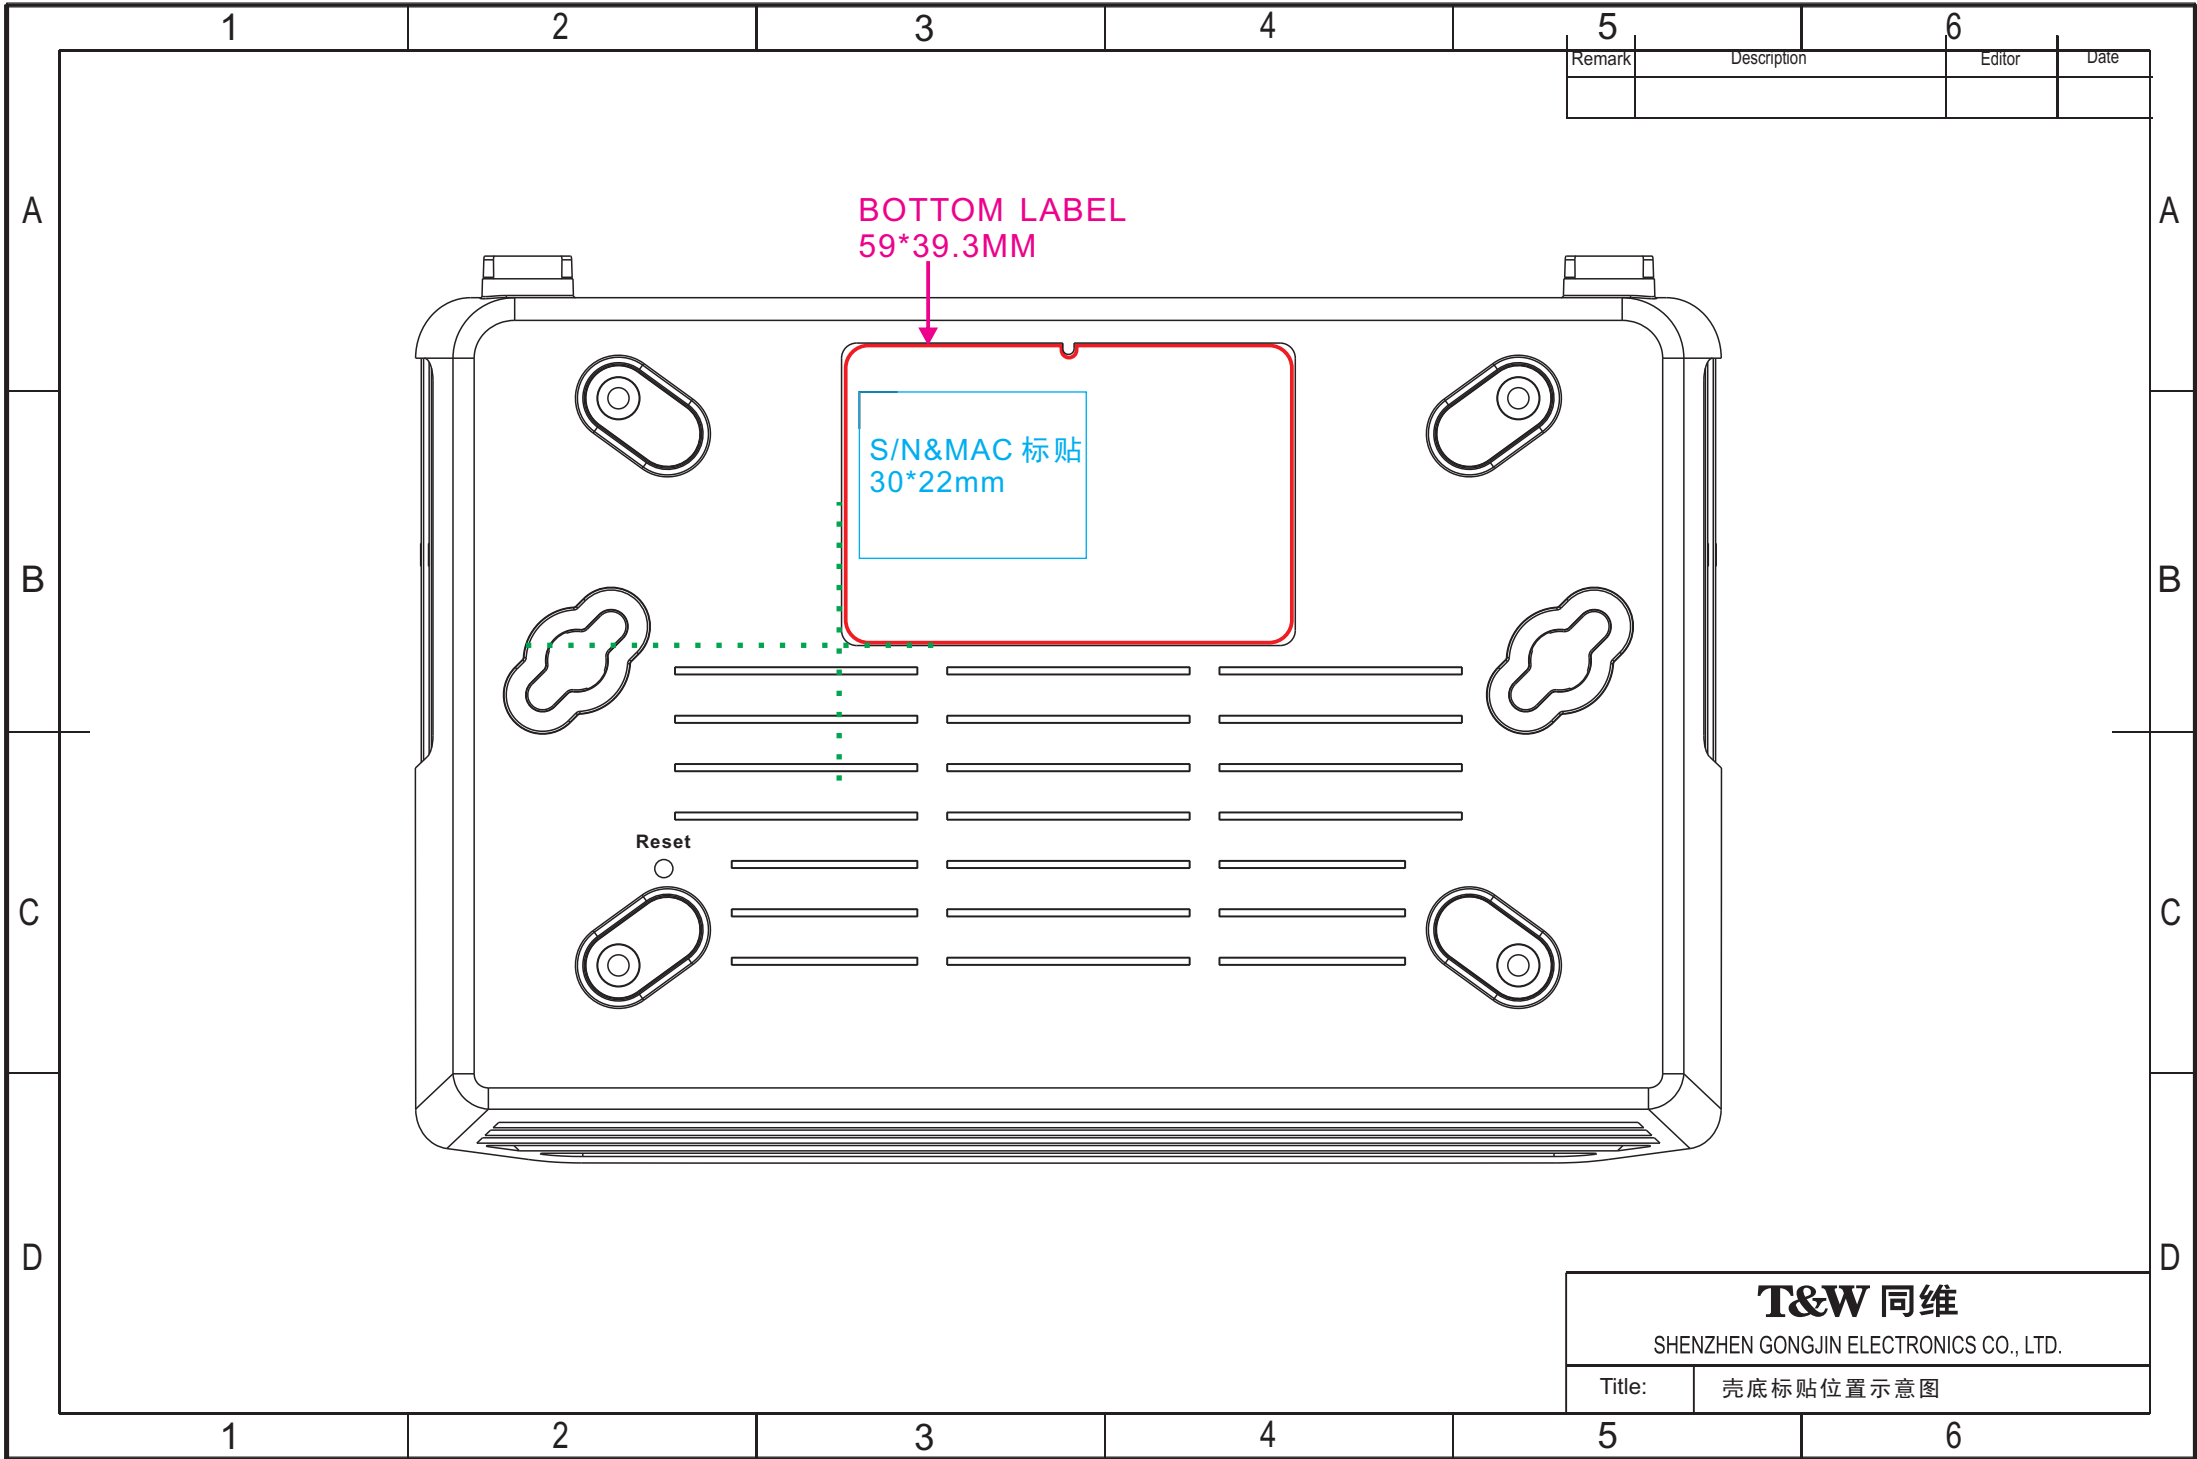 1 2 3 4 5 6
Remark Description Editor Date
A A
BOTTOM LABEL
59*39.3MM
S/N&MAC 标贴
30*22mm
B B
Reset
C C
D D
T&W 同维
SHENZHEN GONGJIN ELECTRONICS CO., LTD.
Title: 壳底标贴位置示意图
1 2 3 4 5 6